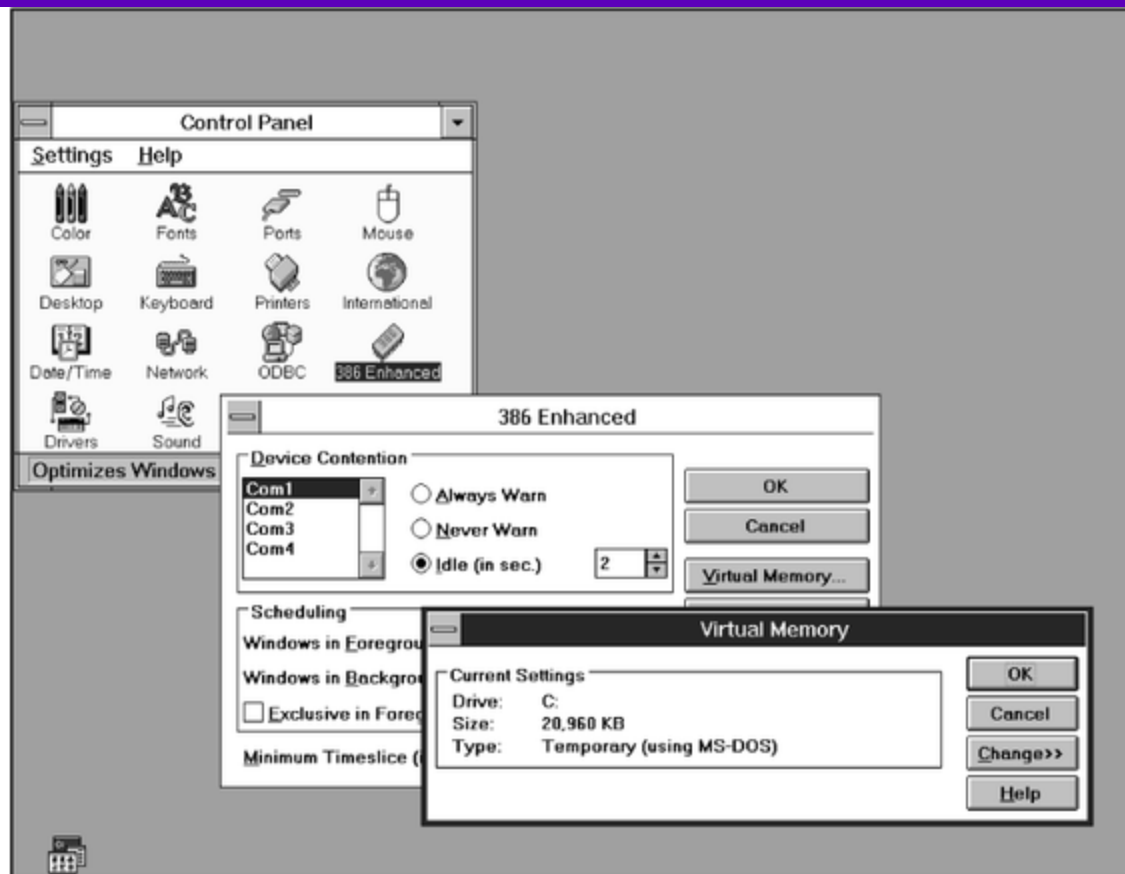 Control Panel
Settings Help
Color Fonts Ports Mouse
Desktop Keyboard Printers International
Date/Time Network ODBC 386 Enhanced
Drivers Sound
Optimizes Windows
386 Enhanced
Device Contention
Com1
Com2
Com3
Com4
Always Warn
Never Warn
Idle (in sec.) 2
OK
Cancel
Virtual Memory...
Scheduling
Windows in Foregrou
Windows in Backgrou
Exclusive in Foreg
Minimum Timeslice (i
Virtual Memory
Current Settings
Drive: C:
Size: 20,960 KB
Type: Temporary (using MS-DOS)
OK
Cancel
Change>>
Help